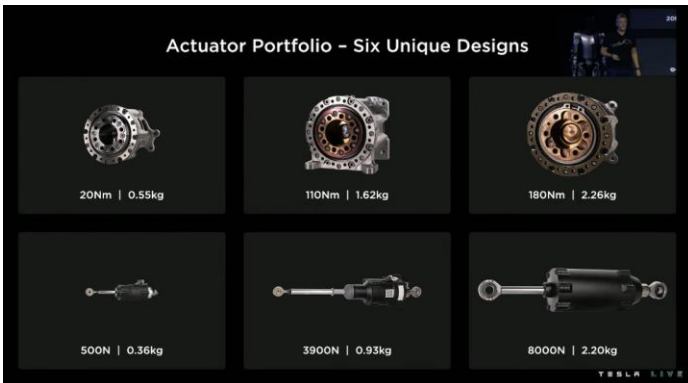 Actuator Portfolio – Six Unique Designs
20Nm | 0.55kg
110Nm | 1.62kg
180Nm | 2.26kg
500N | 0.36kg
3900N | 0.93kg
8000N | 2.20kg
TESLA LIVE